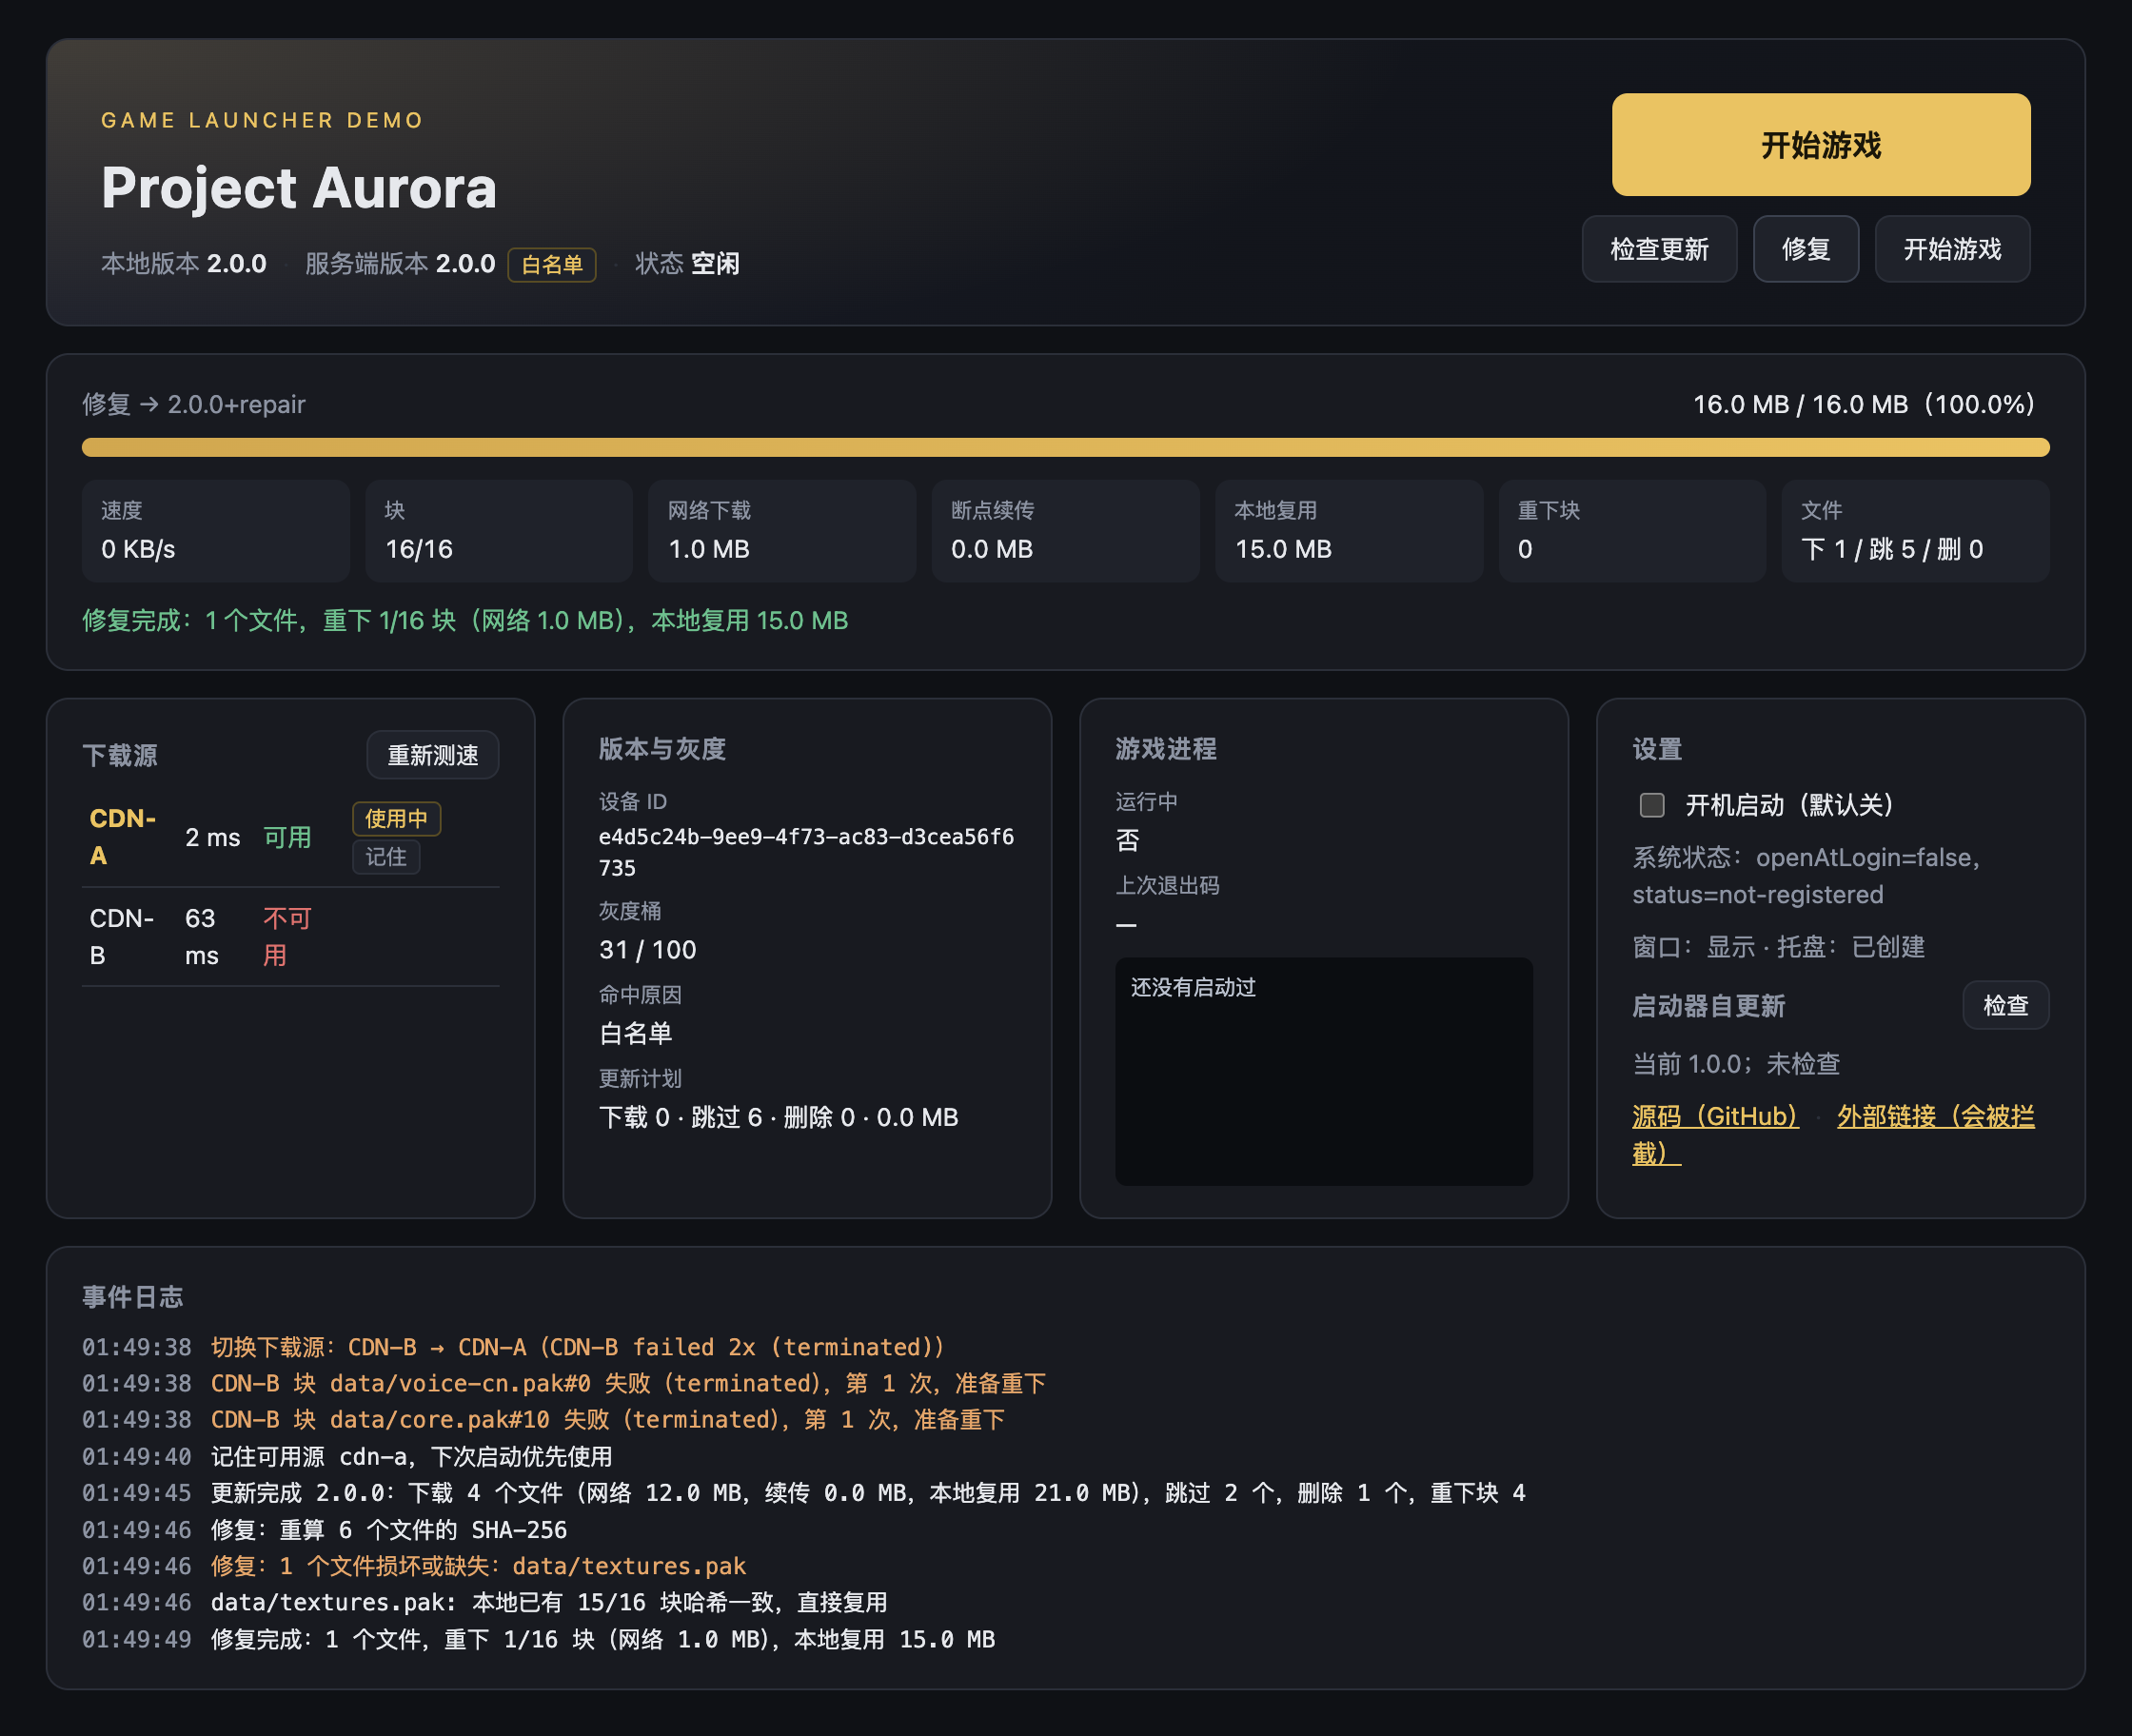 GAME LAUNCHER DEMO
Project Aurora
本地版本 2.0.0 · 服务端版本 2.0.0 白名单 · 状态 空闲
开始游戏
检查更新 修复 开始游戏
修复 → 2.0.0+repair 16.0 MB / 16.0 MB（100.0%）
速度 块 网络下载 断点续传 本地复用 重下块 文件
0 KB/s 16/16 1.0 MB 0.0 MB 15.0 MB 0 下 1 / 跳 5 / 删 0
修复完成：1 个文件，重下 1/16 块（网络 1.0 MB），本地复用 15.0 MB
下载源 重新测速
CDN-
A
2 ms
可用
使用中
记住
CDN-
B
63
ms
不可
用
版本与灰度
设备 ID
e4d5c24b-9ee9-4f73-ac83-d3cea56f6
735
灰度桶
31 / 100
命中原因
白名单
更新计划
下载 0 · 跳过 6 · 删除 0 · 0.0 MB
游戏进程
运行中
否
上次退出码
—
还没有启动过
设置
开机启动（默认关）
系统状态：openAtLogin=false，
status=not-registered
窗口：显示 · 托盘：已创建
启动器自更新 检查
当前 1.0.0；未检查
源码（GitHub） · 外部链接（会被拦
截）
事件日志
01:49:38 切换下载源：CDN-B → CDN-A（CDN-B failed 2x (terminated)）
01:49:38 CDN-B 块 data/voice-cn.pak#0 失败（terminated），第 1 次，准备重下
01:49:38 CDN-B 块 data/core.pak#10 失败（terminated），第 1 次，准备重下
01:49:40 记住可用源 cdn-a，下次启动优先使用
01:49:45 更新完成 2.0.0：下载 4 个文件（网络 12.0 MB，续传 0.0 MB，本地复用 21.0 MB），跳过 2 个，删除 1 个，重下块 4
01:49:46 修复：重算 6 个文件的 SHA-256
01:49:46 修复：1 个文件损坏或缺失：data/textures.pak
01:49:46 data/textures.pak: 本地已有 15/16 块哈希一致，直接复用
01:49:49 修复完成：1 个文件，重下 1/16 块（网络 1.0 MB），本地复用 15.0 MB